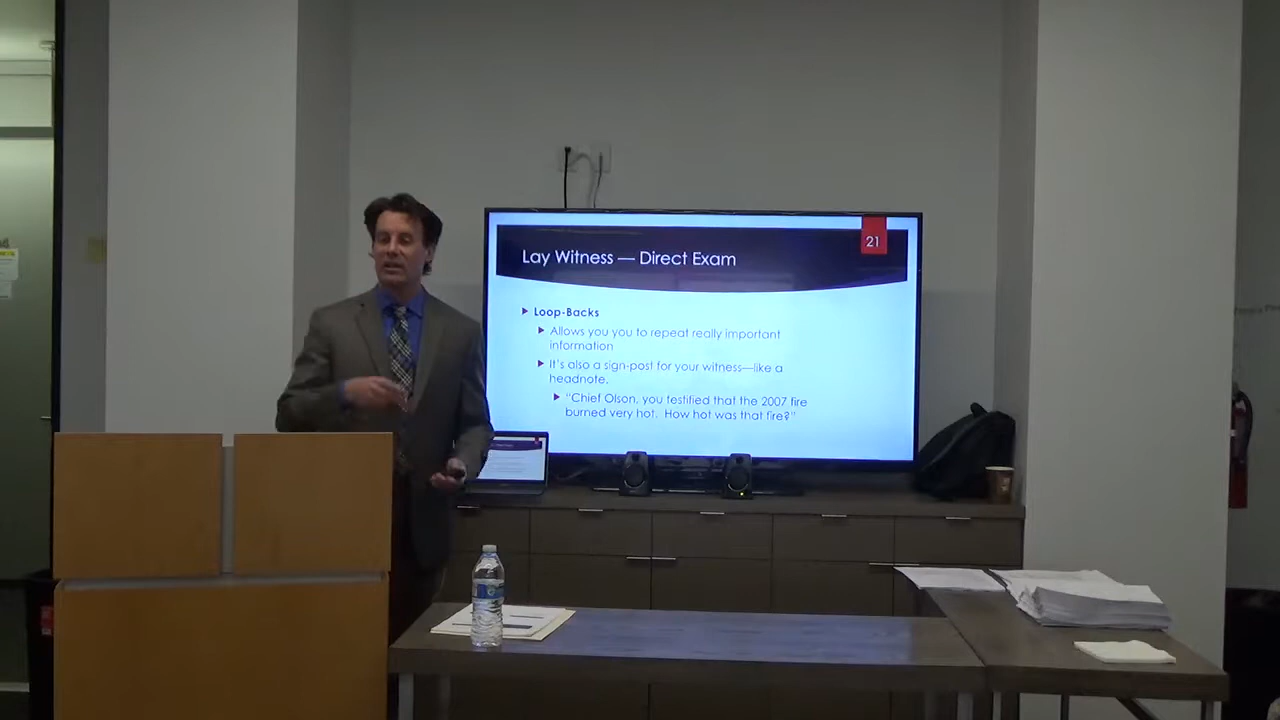 21
Lay Witness — Direct Exam
Loop-Backs
Allows you you to repeat really important
information
It's also a sign-post for your witness—like a
headnote.
"Chief Olson, you testified that the 2007 fire
burned very hot. How hot was that fire?"